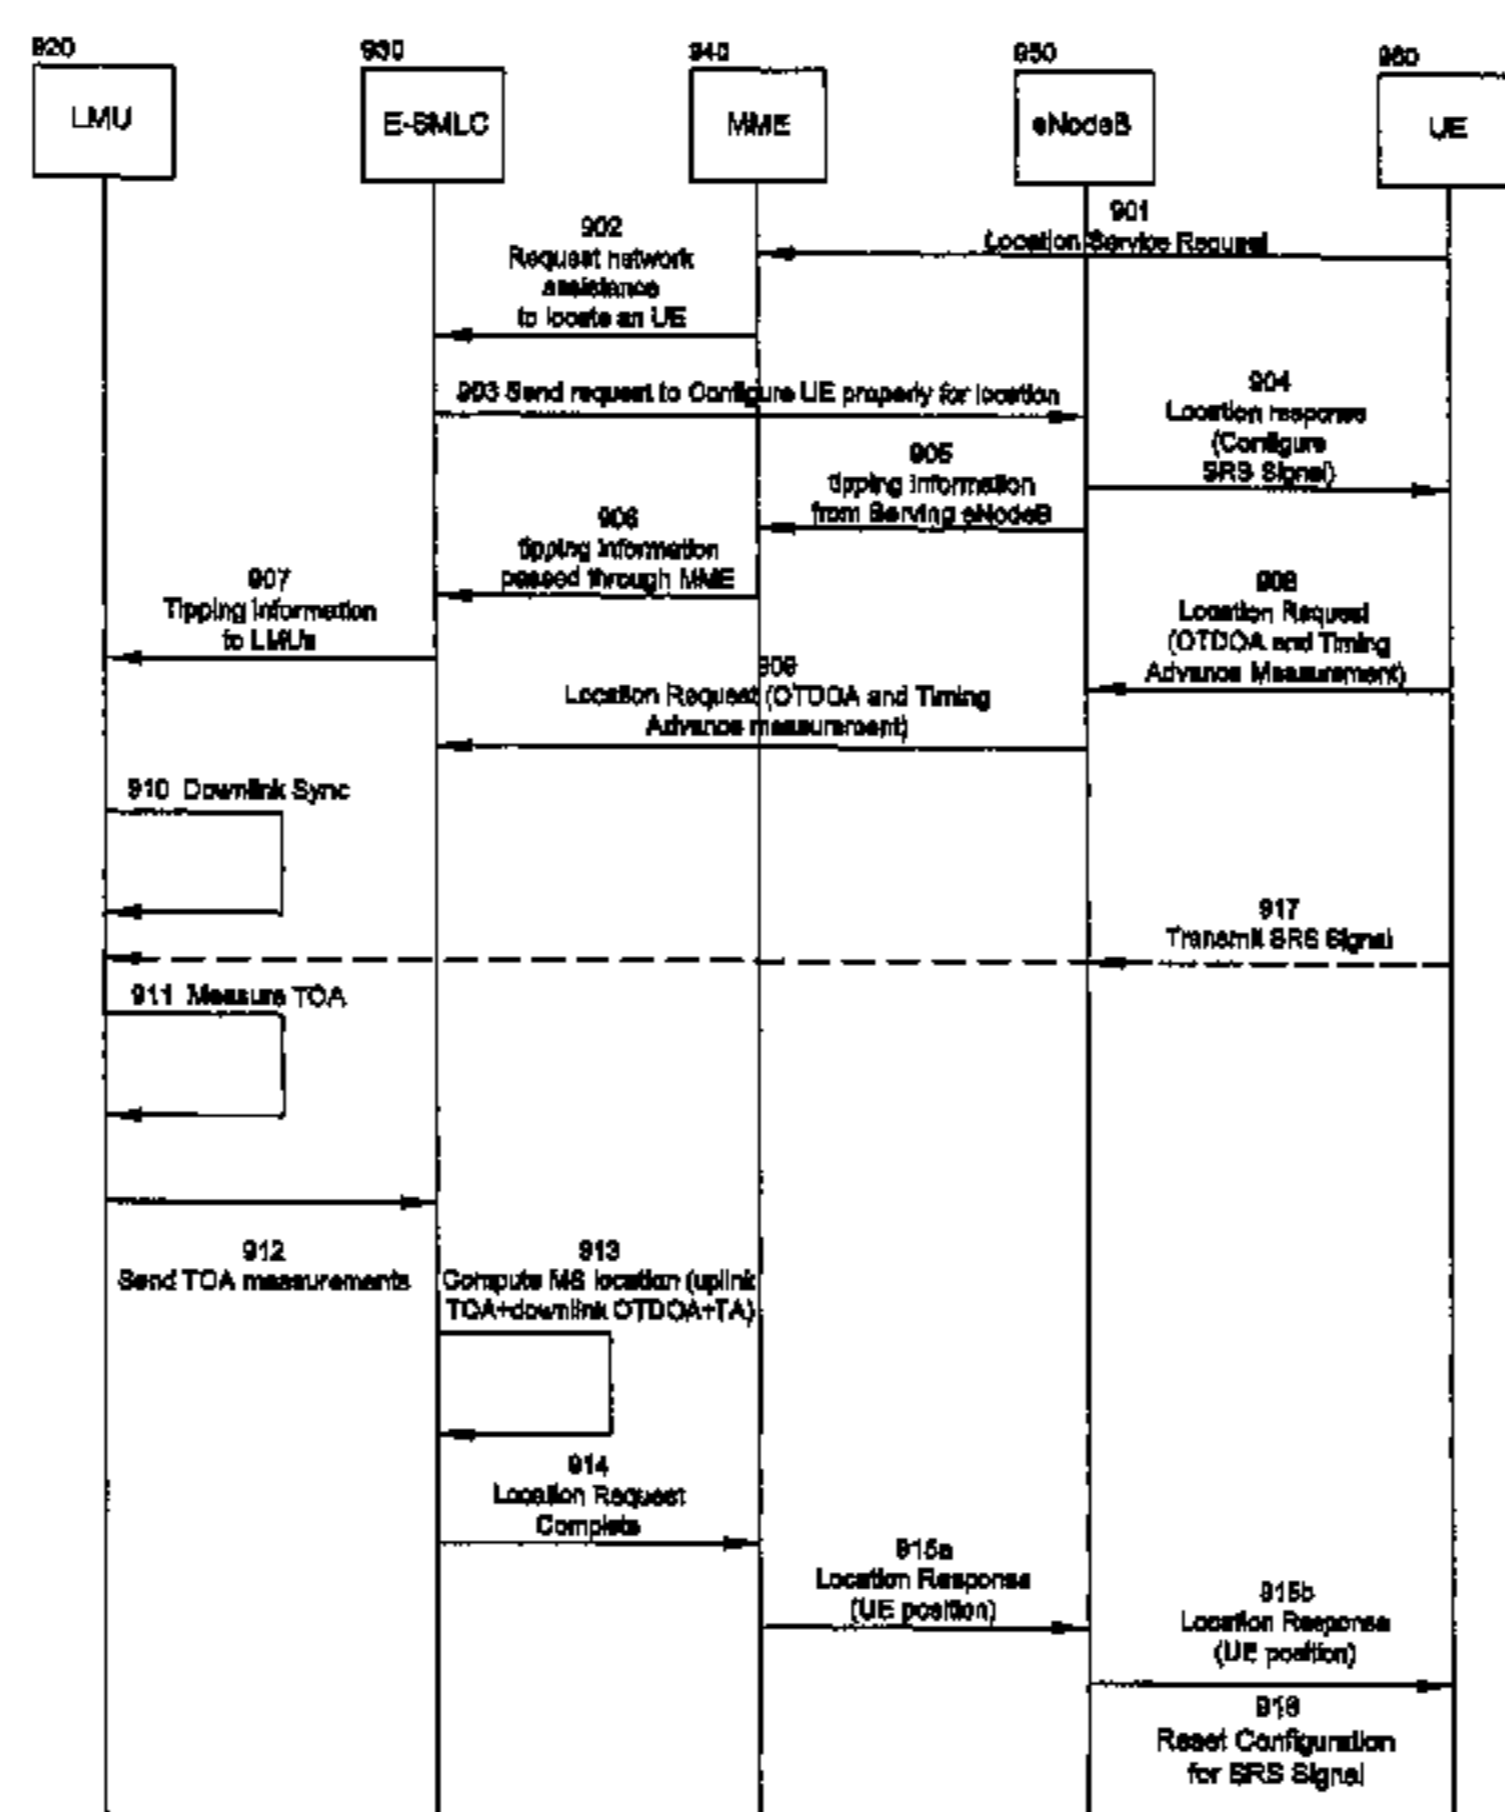 920
930
940
950
960
LMU
E-SMLC
MME
eNodeB
UE
901
Location Service Request
902
Request network
assistance
to locate an UE
903 Send request to Configure UE properly for location
904
Location response
(Configure
SRS Signal)
905
tipping information
from Serving eNodeB
906
tipping information
passed through MME
907
Tipping information
to LMUs
908
Location Request
(OTDOA and Timing
Advance Measurement)
909
Location Request (OTDOA and Timing
Advance measurement)
910 Downlink Sync
917
Transmit SRS Signal
911 Measure TOA
912
Send TOA measurements
913
Compute MS location (uplink
TOA+downlink OTDOA+TA)
914
Location Request
Complete
915a
Location Response
(UE position)
915b
Location Response
(UE position)
916
Reset Configuration
for SRS Signal